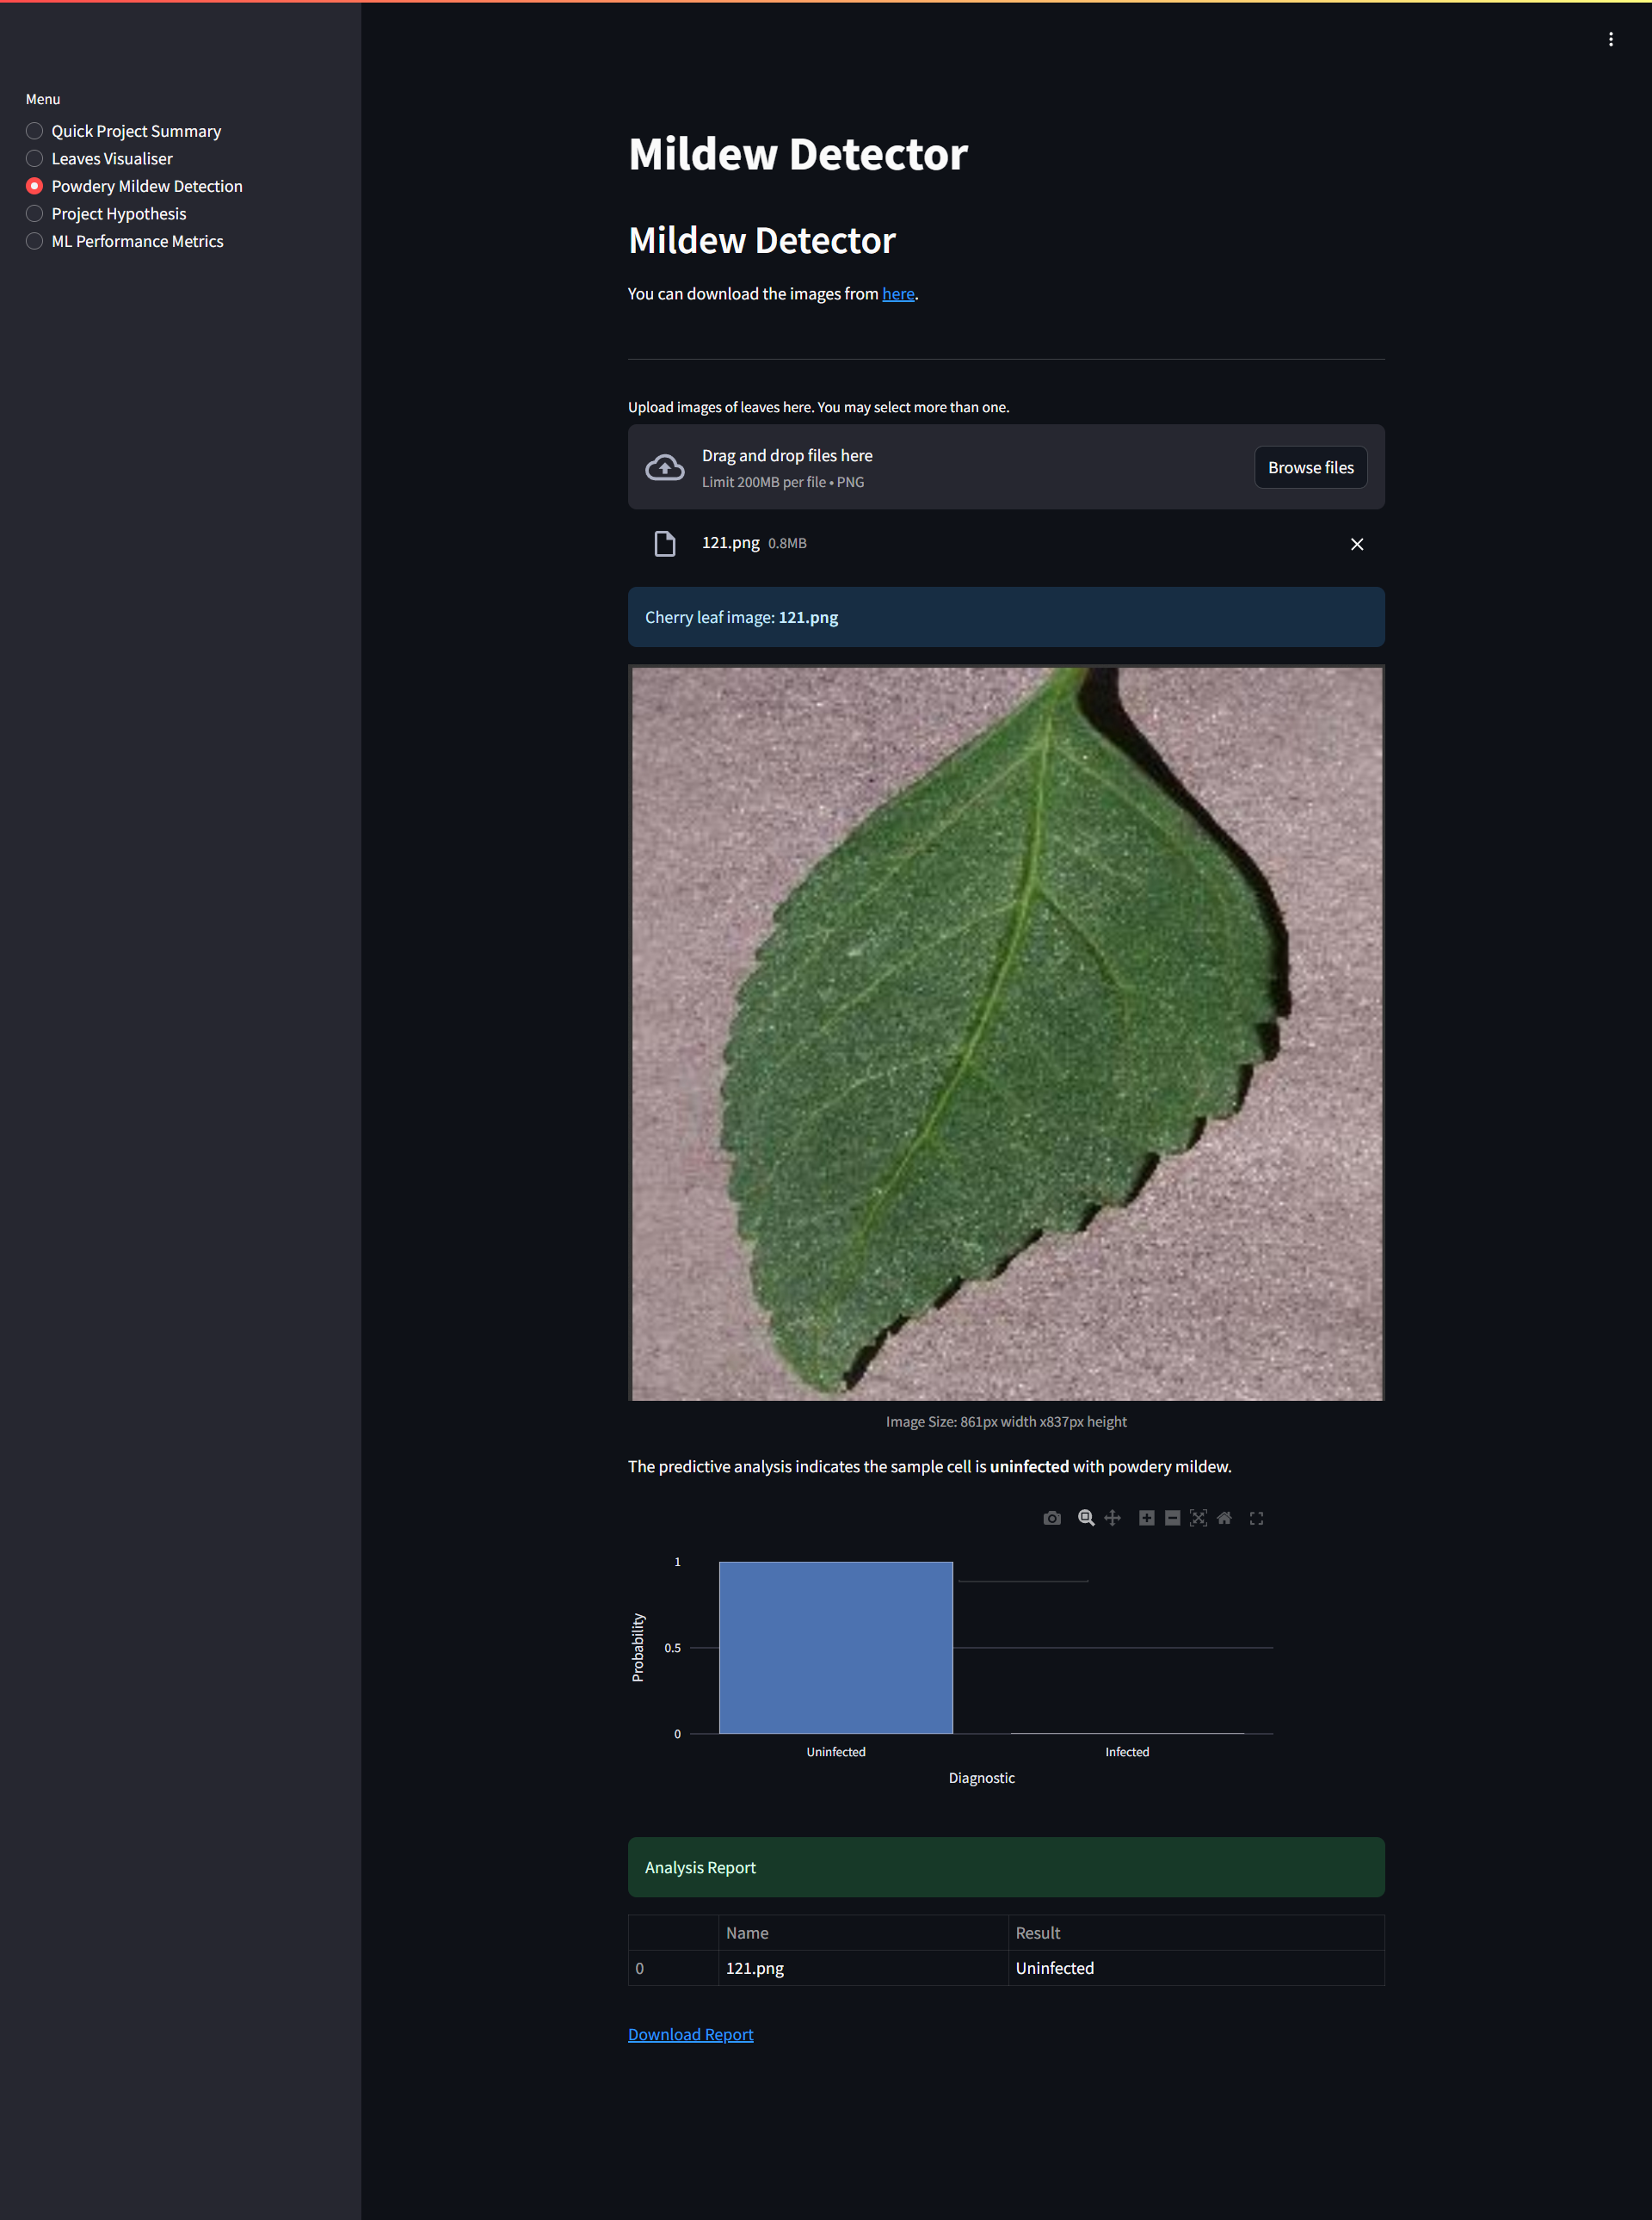 Menu
Quick Project Summary
Leaves Visualiser
Powdery Mildew Detection
Project Hypothesis
ML Performance Metrics
Mildew Detector
Mildew Detector
You can download the images from here.
Upload images of leaves here. You may select more than one.
Drag and drop files here
Limit 200MB per file • PNG
Browse files
121.png 0.8MB
Cherry leaf image: 121.png
Image Size: 861px width x837px height
The predictive analysis indicates the sample cell is uninfected with powdery mildew.
1
0.5
0
Probability
Uninfected Infected
Diagnostic
Analysis Report
Name Result
0 121.png Uninfected
Download Report